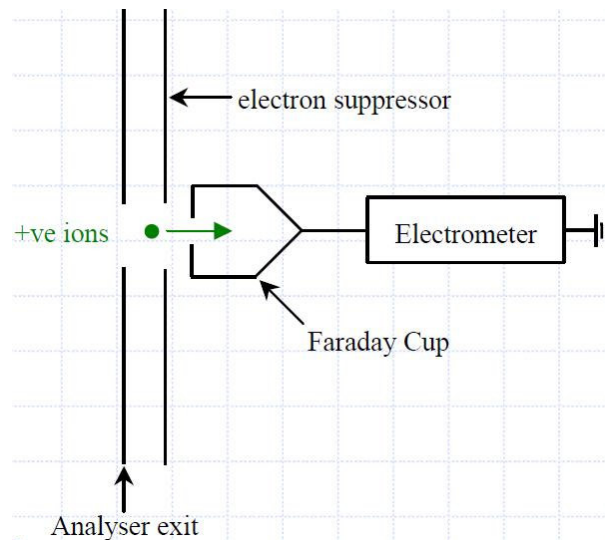 electron suppressor
+ve ions
Electrometer
Faraday Cup
Analyser exit